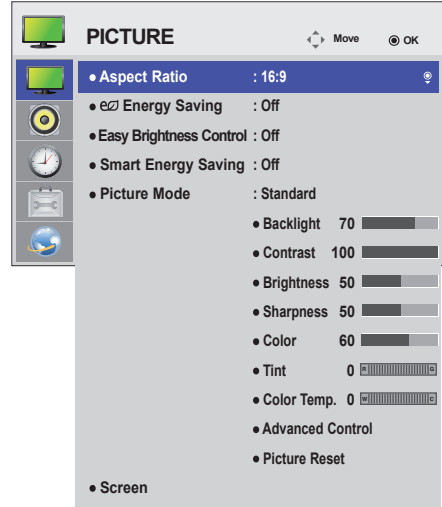 PICTURE Move OK
● Aspect Ratio : 16:9
● Energy Saving : Off
● Easy Brightness Control : Off
● Smart Energy Saving : Off
● Picture Mode : Standard
● Backlight 70
● Contrast 100
● Brightness 50
● Sharpness 50
● Color 60
● Tint 0 R G
● Color Temp. 0 W C
● Advanced Control
● Picture Reset
● Screen